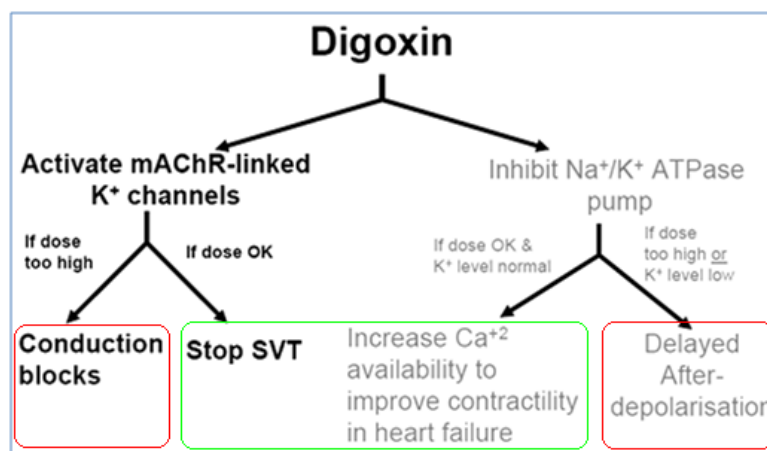 Digoxin
Activate mAChR-linked
K⁺ channels
Inhibit Na⁺/K⁺ ATPase
pump
If dose
too high
If dose OK
If dose OK &
K⁺ level normal
If dose
too high or
K⁺ level low
Conduction
blocks
Stop SVT
Increase Ca⁺²
availability to
improve contractility
in heart failure
Delayed
After-
depolarisation